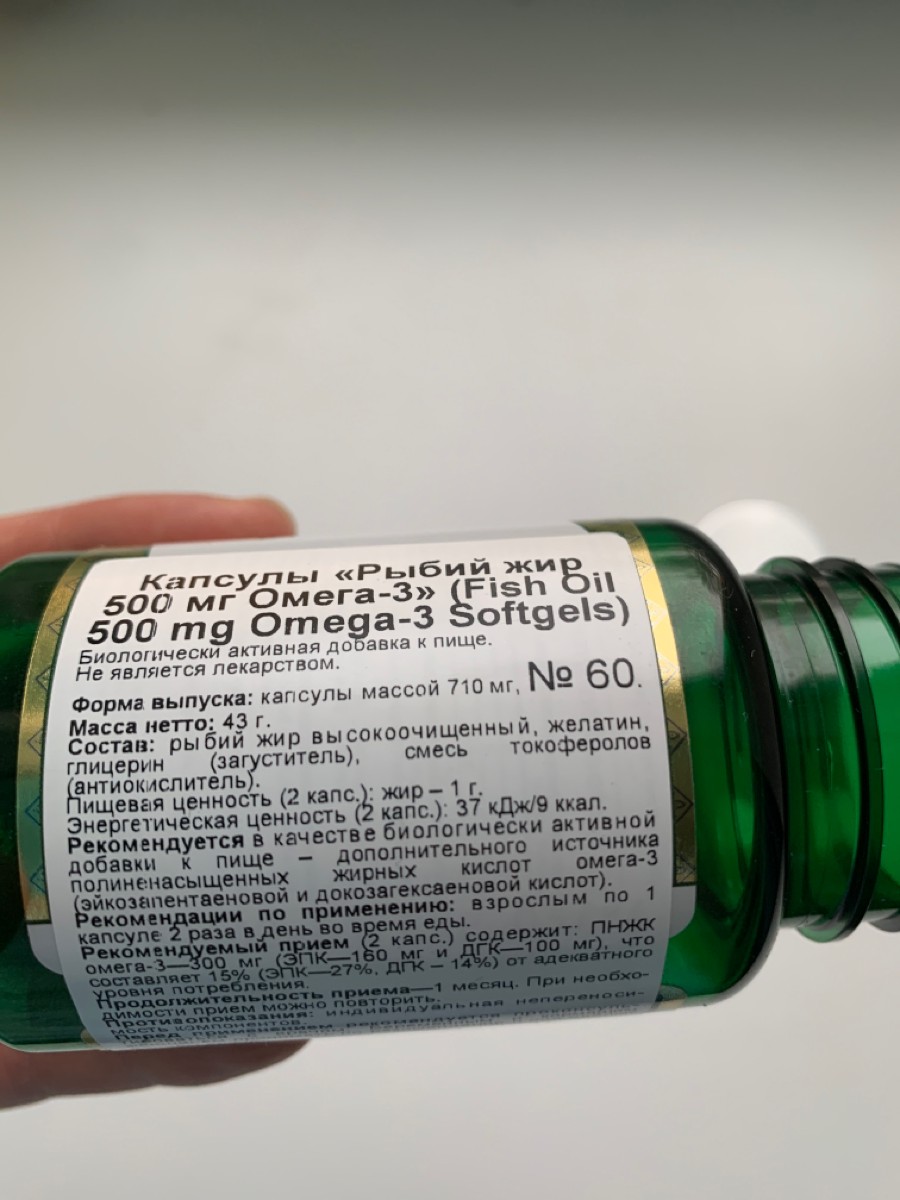 Капсулы «Рыбий жир
500 мг Омега-3» (Fish Oil
500 mg Omega-3 Softgels)
Биологически активная добавка к пище.
Не является лекарством.
Форма выпуска: капсулы массой 710 мг, № 60.
Масса нетто: 43 г.
Состав: рыбий жир высокоочищенный, желатин,
глицерин (загуститель), смесь токоферолов
(антиокислитель).
Пищевая ценность (2 капс.): жир – 1 г.
Энергетическая ценность (2 капс.): 37 кДж/9 ккал.
Рекомендуется в качестве биологически активной
добавки к пище – дополнительного источника
полиненасыщенных жирных кислот омега-3
(эйкозапентаеновой и докозагексаеновой кислот).
Рекомендации по применению: взрослым по 1
капсуле 2 раза в день во время еды.
Рекомендуемый прием (2 капс.) содержит: ПНЖК
омега-3—300 мг (ЭПК—160 мг и ДГК—100 мг), что
составляет 15% (ЭПК—27%, ДГК – 14%) от адекватного
уровня потребления.
Продолжительность приема—1 месяц. При необхо-
димости прием можно повторить.
Противопоказания: индивидуальная непереноси-
мость компонентов.
Перед применением рекомендуется